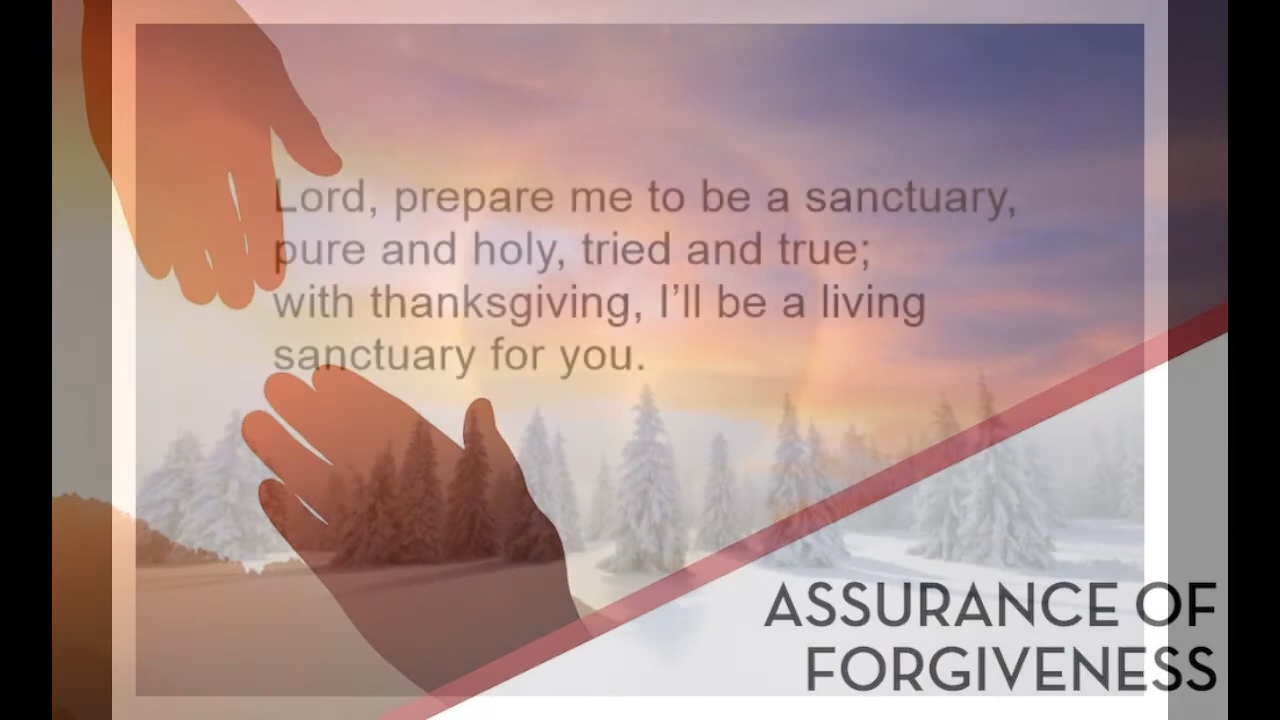 Lord, prepare me to be a sanctuary,
pure and holy, tried and true;
with thanksgiving, I’ll be a living
sanctuary for you.
ASSURANCE OF
FORGIVENESS